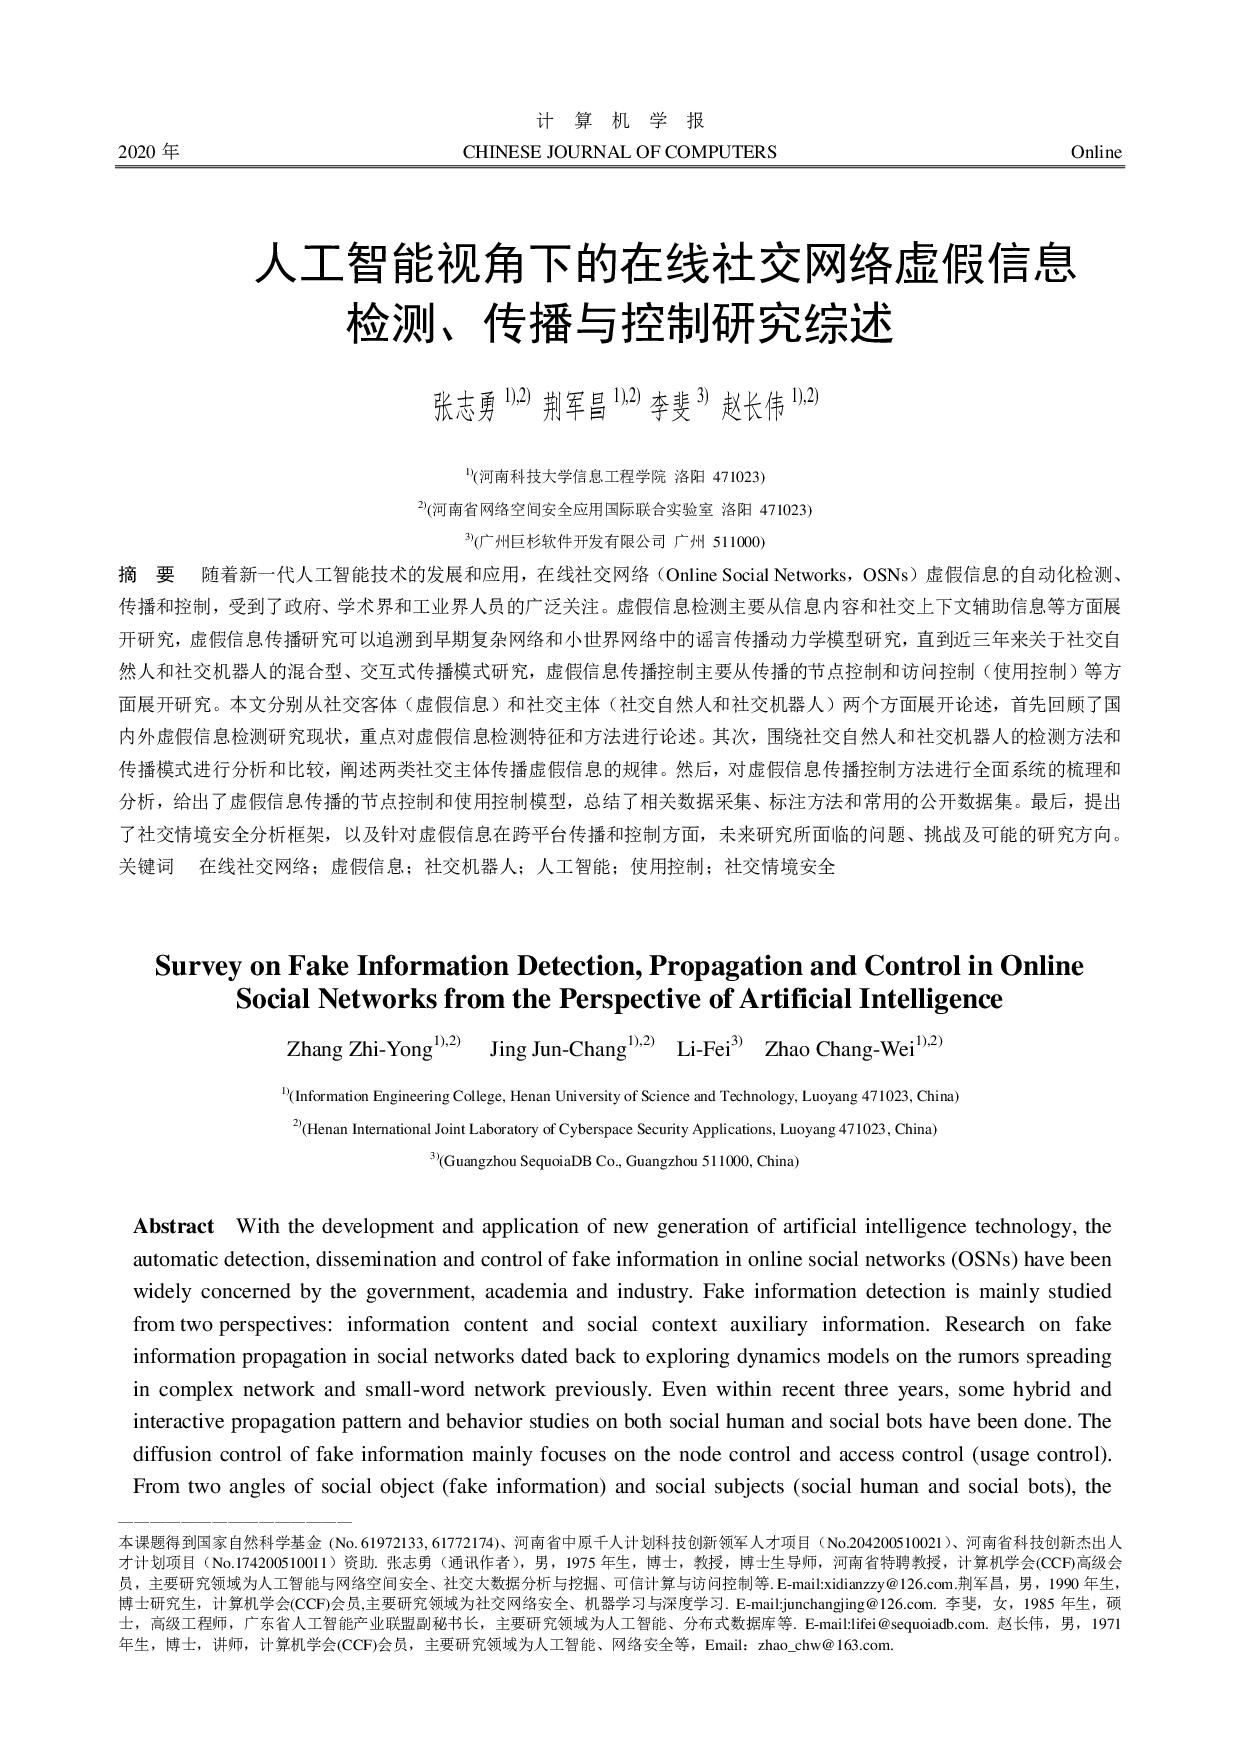 计 算 机 学 报
2020 年 CHINESE JOURNAL OF COMPUTERS Online
人工智能视角下的在线社交网络虚假信息
检测、传播与控制研究综述
张志勇 1),2) 荆军昌 1),2) 李斐 3) 赵长伟 1),2)
1)(河南科技大学信息工程学院 洛阳 471023)
2)(河南省网络空间安全应用国际联合实验室 洛阳 471023)
3)(广州巨杉软件开发有限公司 广州 511000)
摘 要 随着新一代人工智能技术的发展和应用，在线社交网络（Online Social Networks，OSNs）虚假信息的自动化检测、
传播和控制，受到了政府、学术界和工业界人员的广泛关注。虚假信息检测主要从信息内容和社交上下文辅助信息等方面展
开研究，虚假信息传播研究可以追溯到早期复杂网络和小世界网络中的谣言传播动力学模型研究，直到近三年来关于社交自
然人和社交机器人的混合型、交互式传播模式研究，虚假信息传播控制主要从传播的节点控制和访问控制（使用控制）等方
面展开研究。本文分别从社交客体（虚假信息）和社交主体（社交自然人和社交机器人）两个方面展开论述，首先回顾了国
内外虚假信息检测研究现状，重点对虚假信息检测特征和方法进行论述。其次，围绕社交自然人和社交机器人的检测方法和
传播模式进行分析和比较，阐述两类社交主体传播虚假信息的规律。然后，对虚假信息传播控制方法进行全面系统的梳理和
分析，给出了虚假信息传播的节点控制和使用控制模型，总结了相关数据采集、标注方法和常用的公开数据集。最后，提出
了社交情境安全分析框架，以及针对虚假信息在跨平台传播和控制方面，未来研究所面临的问题、挑战及可能的研究方向。
关键词 在线社交网络；虚假信息；社交机器人；人工智能；使用控制；社交情境安全
Survey on Fake Information Detection, Propagation and Control in Online
Social Networks from the Perspective of Artificial Intelligence
Zhang Zhi-Yong1),2) Jing Jun-Chang1),2) Li-Fei3) Zhao Chang-Wei1),2)
1)(Information Engineering College, Henan University of Science and Technology, Luoyang 471023, China)
2)(Henan International Joint Laboratory of Cyberspace Security Applications, Luoyang 471023, China)
3)(Guangzhou SequoiaDB Co., Guangzhou 511000, China)
Abstract With the development and application of new generation of artificial intelligence technology, the
automatic detection, dissemination and control of fake information in online social networks (OSNs) have been
widely concerned by the government, academia and industry. Fake information detection is mainly studied
from two perspectives: information content and social context auxiliary information. Research on fake
information propagation in social networks dated back to exploring dynamics models on the rumors spreading
in complex network and small-word network previously. Even within recent three years, some hybrid and
interactive propagation pattern and behavior studies on both social human and social bots have been done. The
diffusion control of fake information mainly focuses on the node control and access control (usage control).
From two angles of social object (fake information) and social subjects (social human and social bots), the
本课题得到国家自然科学基金 (No. 61972133, 61772174)、河南省中原千人计划科技创新领军人才项目（No.204200510021）、河南省科技创新杰出人
才计划项目（No.174200510011）资助. 张志勇（通讯作者），男，1975 年生，博士，教授，博士生导师，河南省特聘教授，计算机学会(CCF)高级会
员，主要研究领域为人工智能与网络空间安全、社交大数据分析与挖掘、可信计算与访问控制等. E-mail:xidianzzy@126.com.荆军昌，男，1990 年生，
博士研究生，计算机学会(CCF)会员,主要研究领域为社交网络安全、机器学习与深度学习. E-mail:junchangjing@126.com. 李斐，女，1985 年生，硕
士，高级工程师，广东省人工智能产业联盟副秘书长，主要研究领域为人工智能、分布式数据库等. E-mail:lifei@sequoiadb.com. 赵长伟，男，1971
年生，博士，讲师，计算机学会(CCF)会员，主要研究领域为人工智能、网络安全等，Email：zhao_chw@163.com.